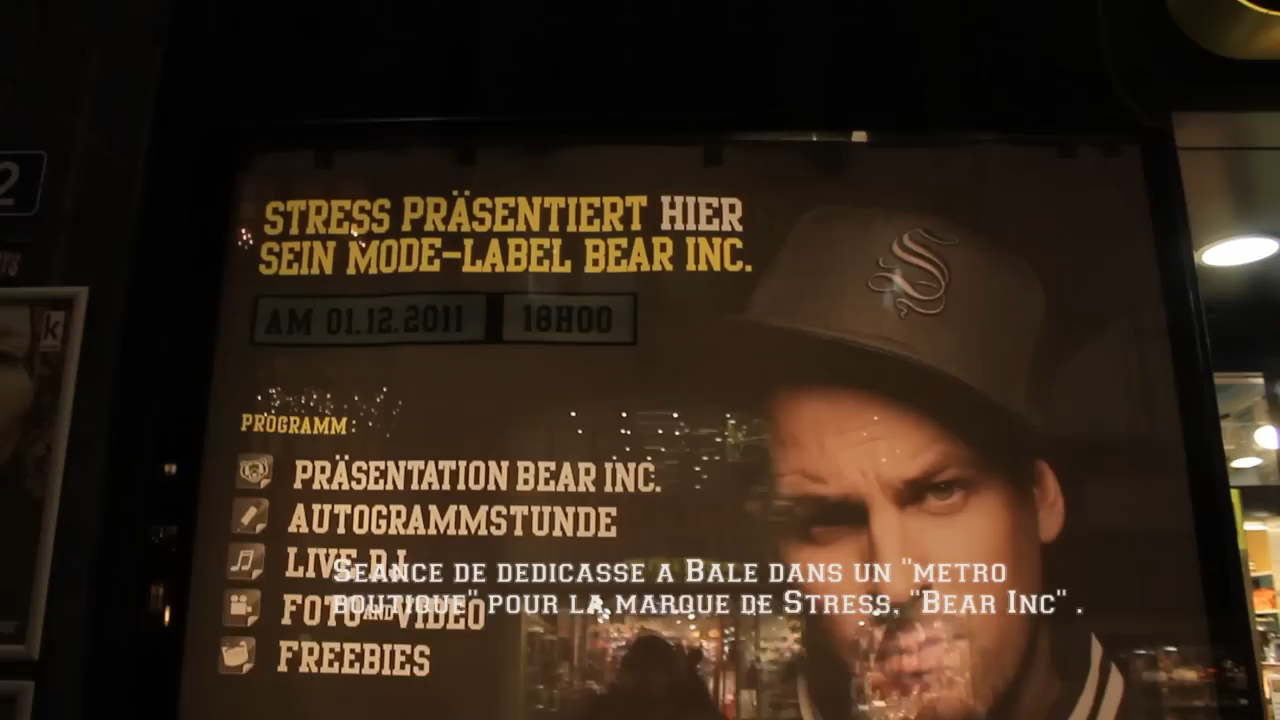 STRESS PRÄSENTIERT HIER
SEIN MODE-LABEL BEAR INC.
AM 01.12.2011 18H00
2
k
PROGRAMM:
PRÄSENTATION BEAR INC.
AUTOGRAMMSTUNDE
LIVE DJ
FOTO AND VIDEO
FREEBIES
S
SEANCE DE DEDICASSE A BALE DANS UN "METRO
BOUTIQUE" POUR LA MARQUE DE STRESS, "BEAR INC" .